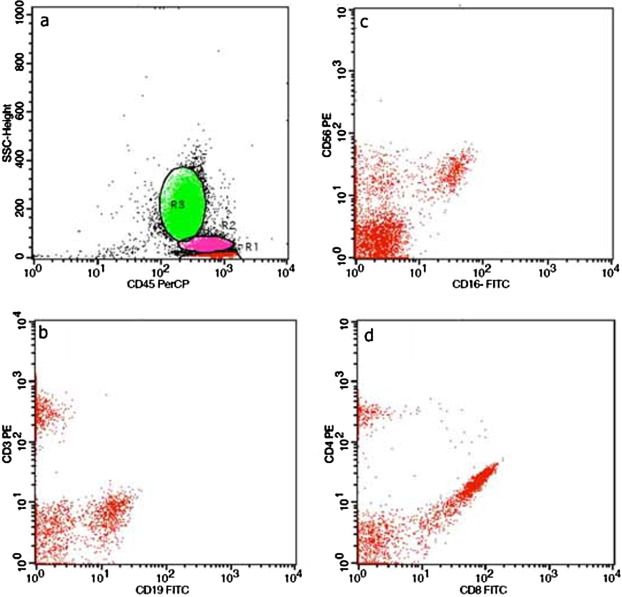 a
SSC-Height
1000
800
600
400
200
0
R3
R2
R1
10⁰ 10¹ 10² 10³ 10⁴
CD45 PerCP
c
CD56 PE
10
10³
10²
10¹
10⁰
10⁰ 10¹ 10² 10³ 10⁴
CD16- FITC
b
CD3 PE
10⁴
10³
10²
10¹
10⁰
10⁰ 10¹ 10² 10³ 10⁴
CD19 FITC
d
CD4 PE
10⁴
10³
10²
10¹
10⁰
10⁰ 10¹ 10² 10³ 10⁴
CD8 FITC